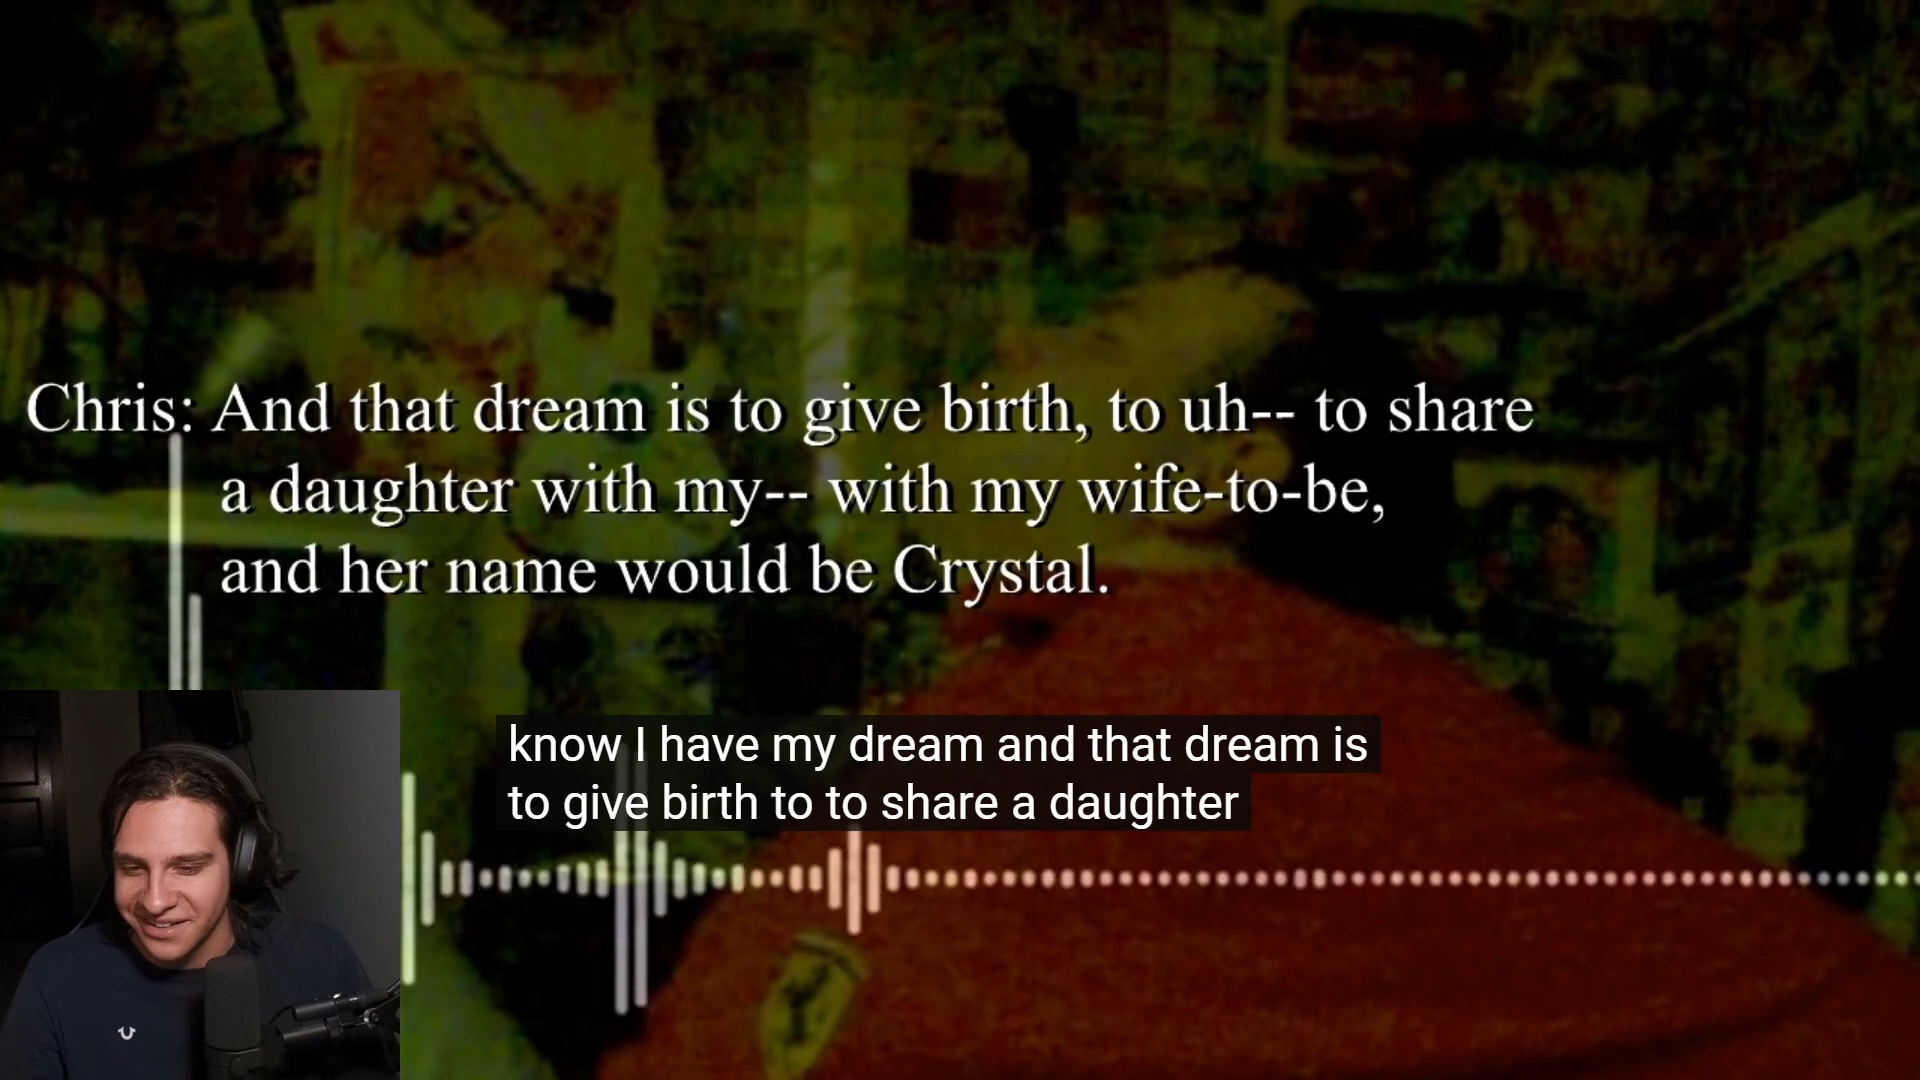 Chris: And that dream is to give birth, to uh-- to share
a daughter with my-- with my wife-to-be,
and her name would be Crystal.
know I have my dream and that dream is
to give birth to to share a daughter